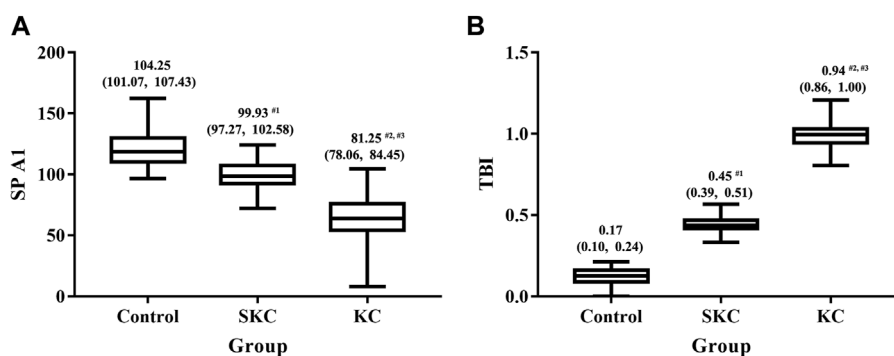 A
SP A1
200
150
100
50
0
104.25
(101.07, 107.43)
99.93 #1
(97.27, 102.58)
81.25 #2, #3
(78.06, 84.45)
Control SKC KC
Group
B
TBI
1.5
1.0
0.5
0.0
0.94 #2, #3
(0.86, 1.00)
0.45 #1
(0.39, 0.51)
0.17
(0.10, 0.24)
Control SKC KC
Group